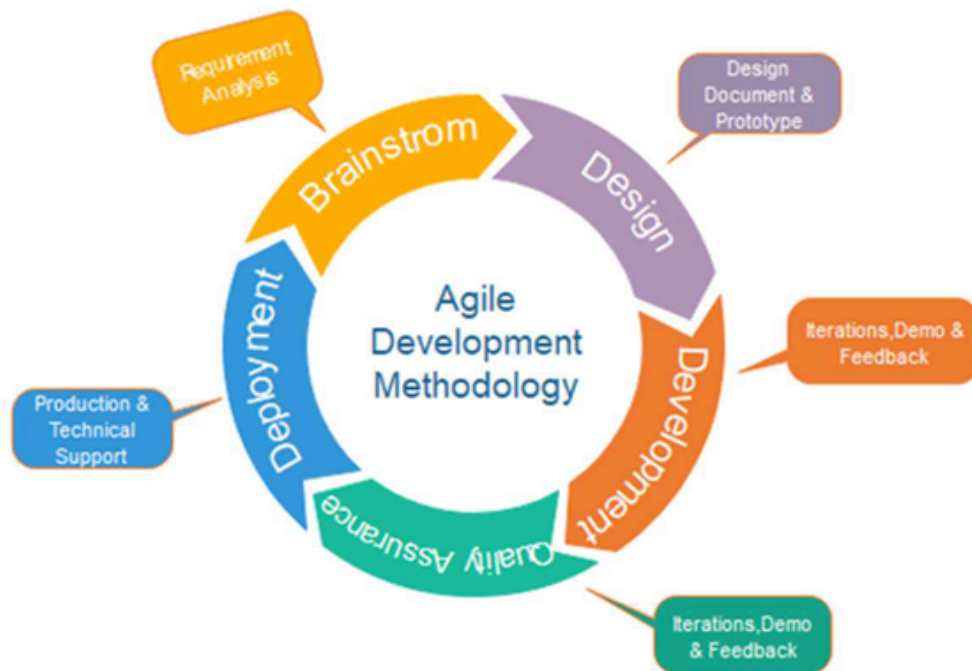 Requirement
Analysis
Brainstrom
Design
Document &
Prototype
Design
Agile
Development
Methodology
Iterations,Demo &
Feedback
Development
Production &
Technical
Support
Deployment
Quality Assurance
Iterations,Demo
& Feedback